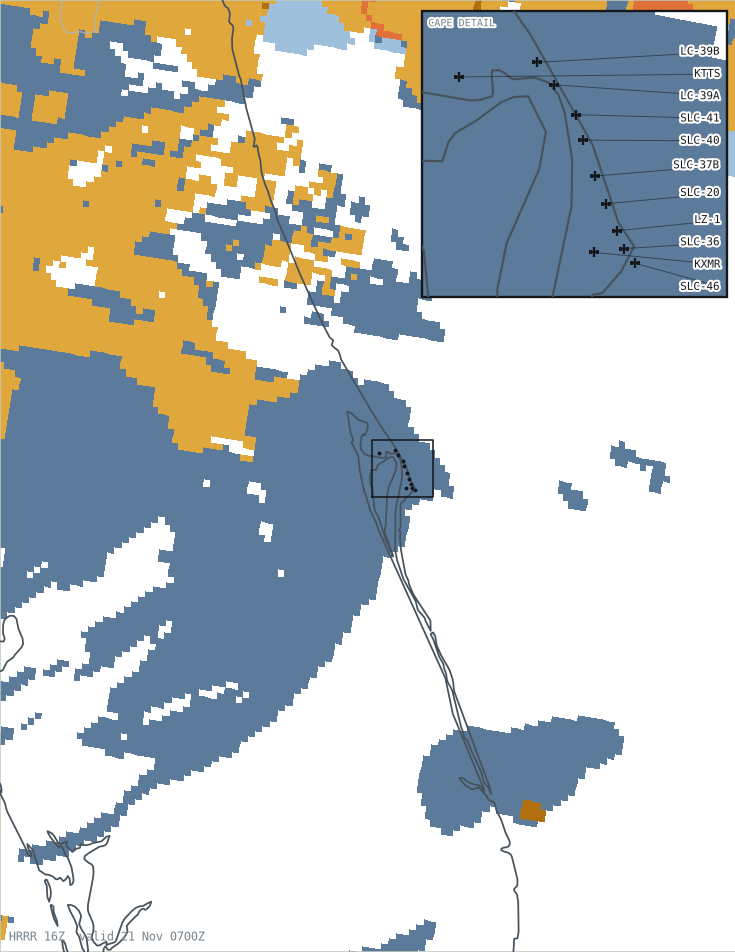 CAPE DETAIL
LC-39B
KTTS
LC-39A
SLC-41
SLC-40
SLC-37B
SLC-20
LZ-1
SLC-36
KXMR
SLC-46
HRRR 16Z valid 21 Nov 0700Z